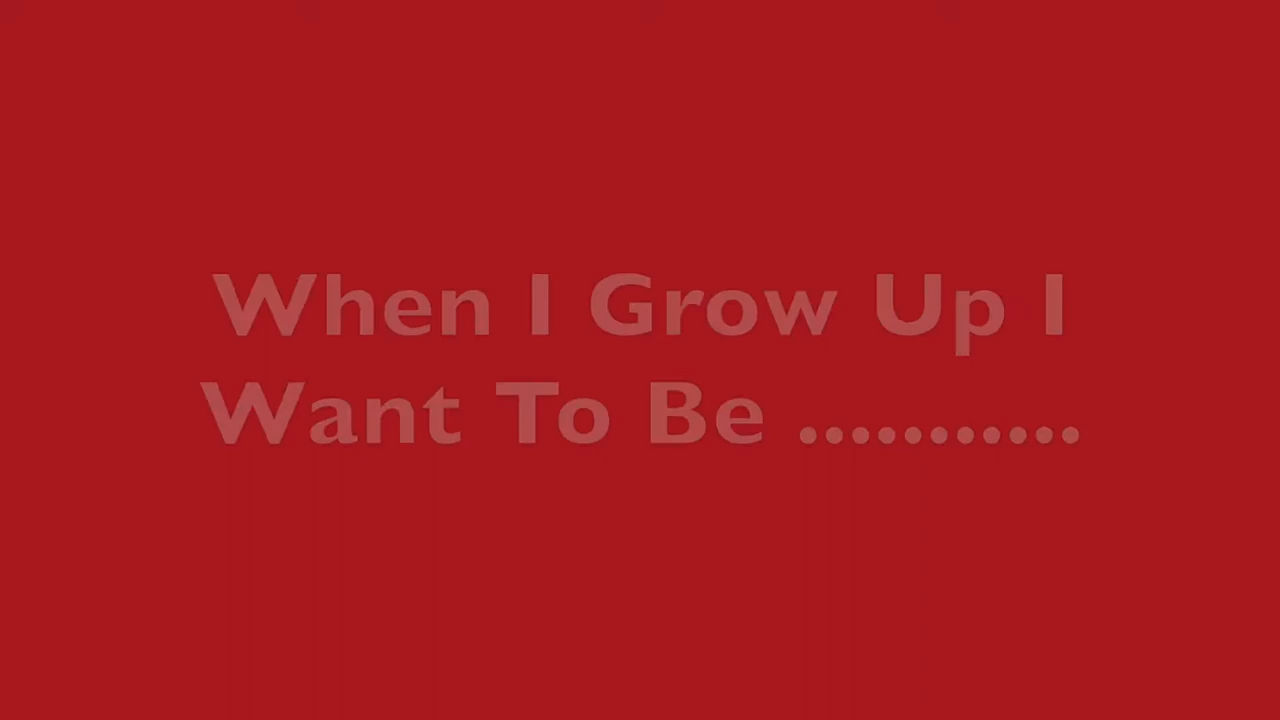 When I Grow Up I
Want To Be ...........